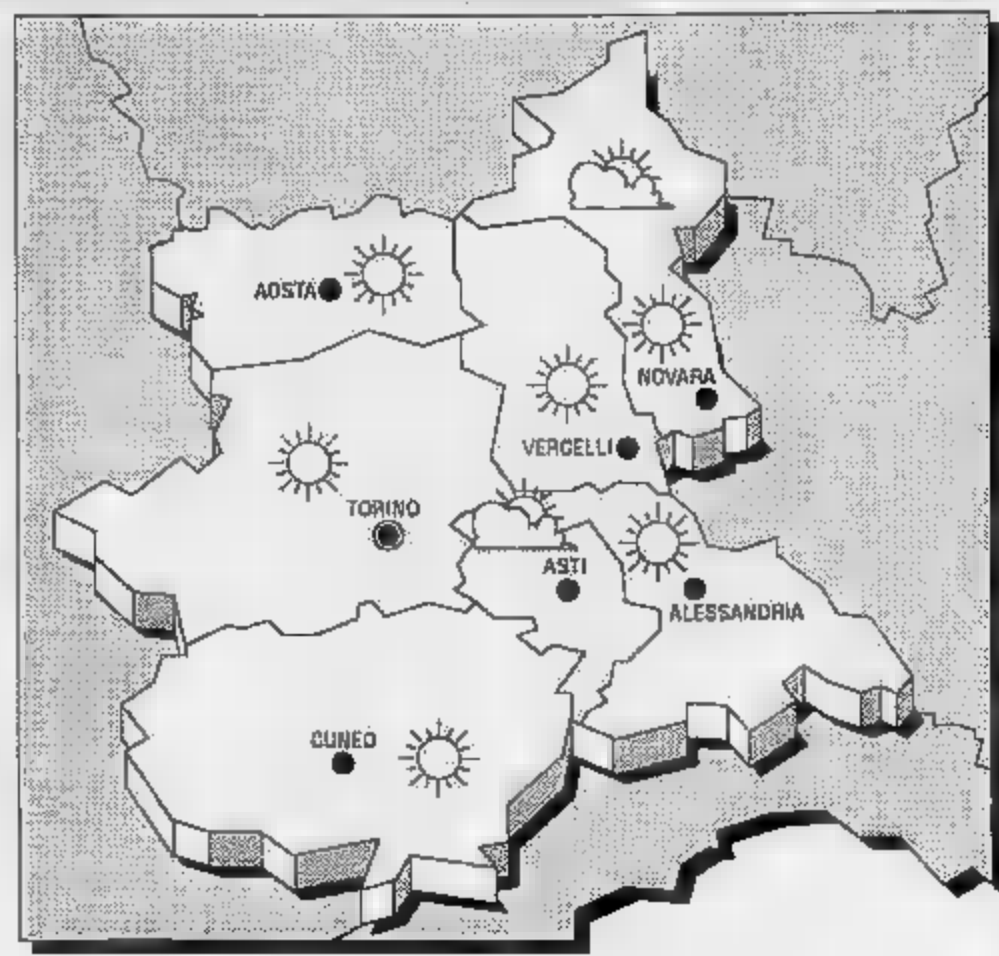 AOSTA
NOVARA
VERCELLI
TORINO
ASTI
ALESSANDRIA
CUNEO